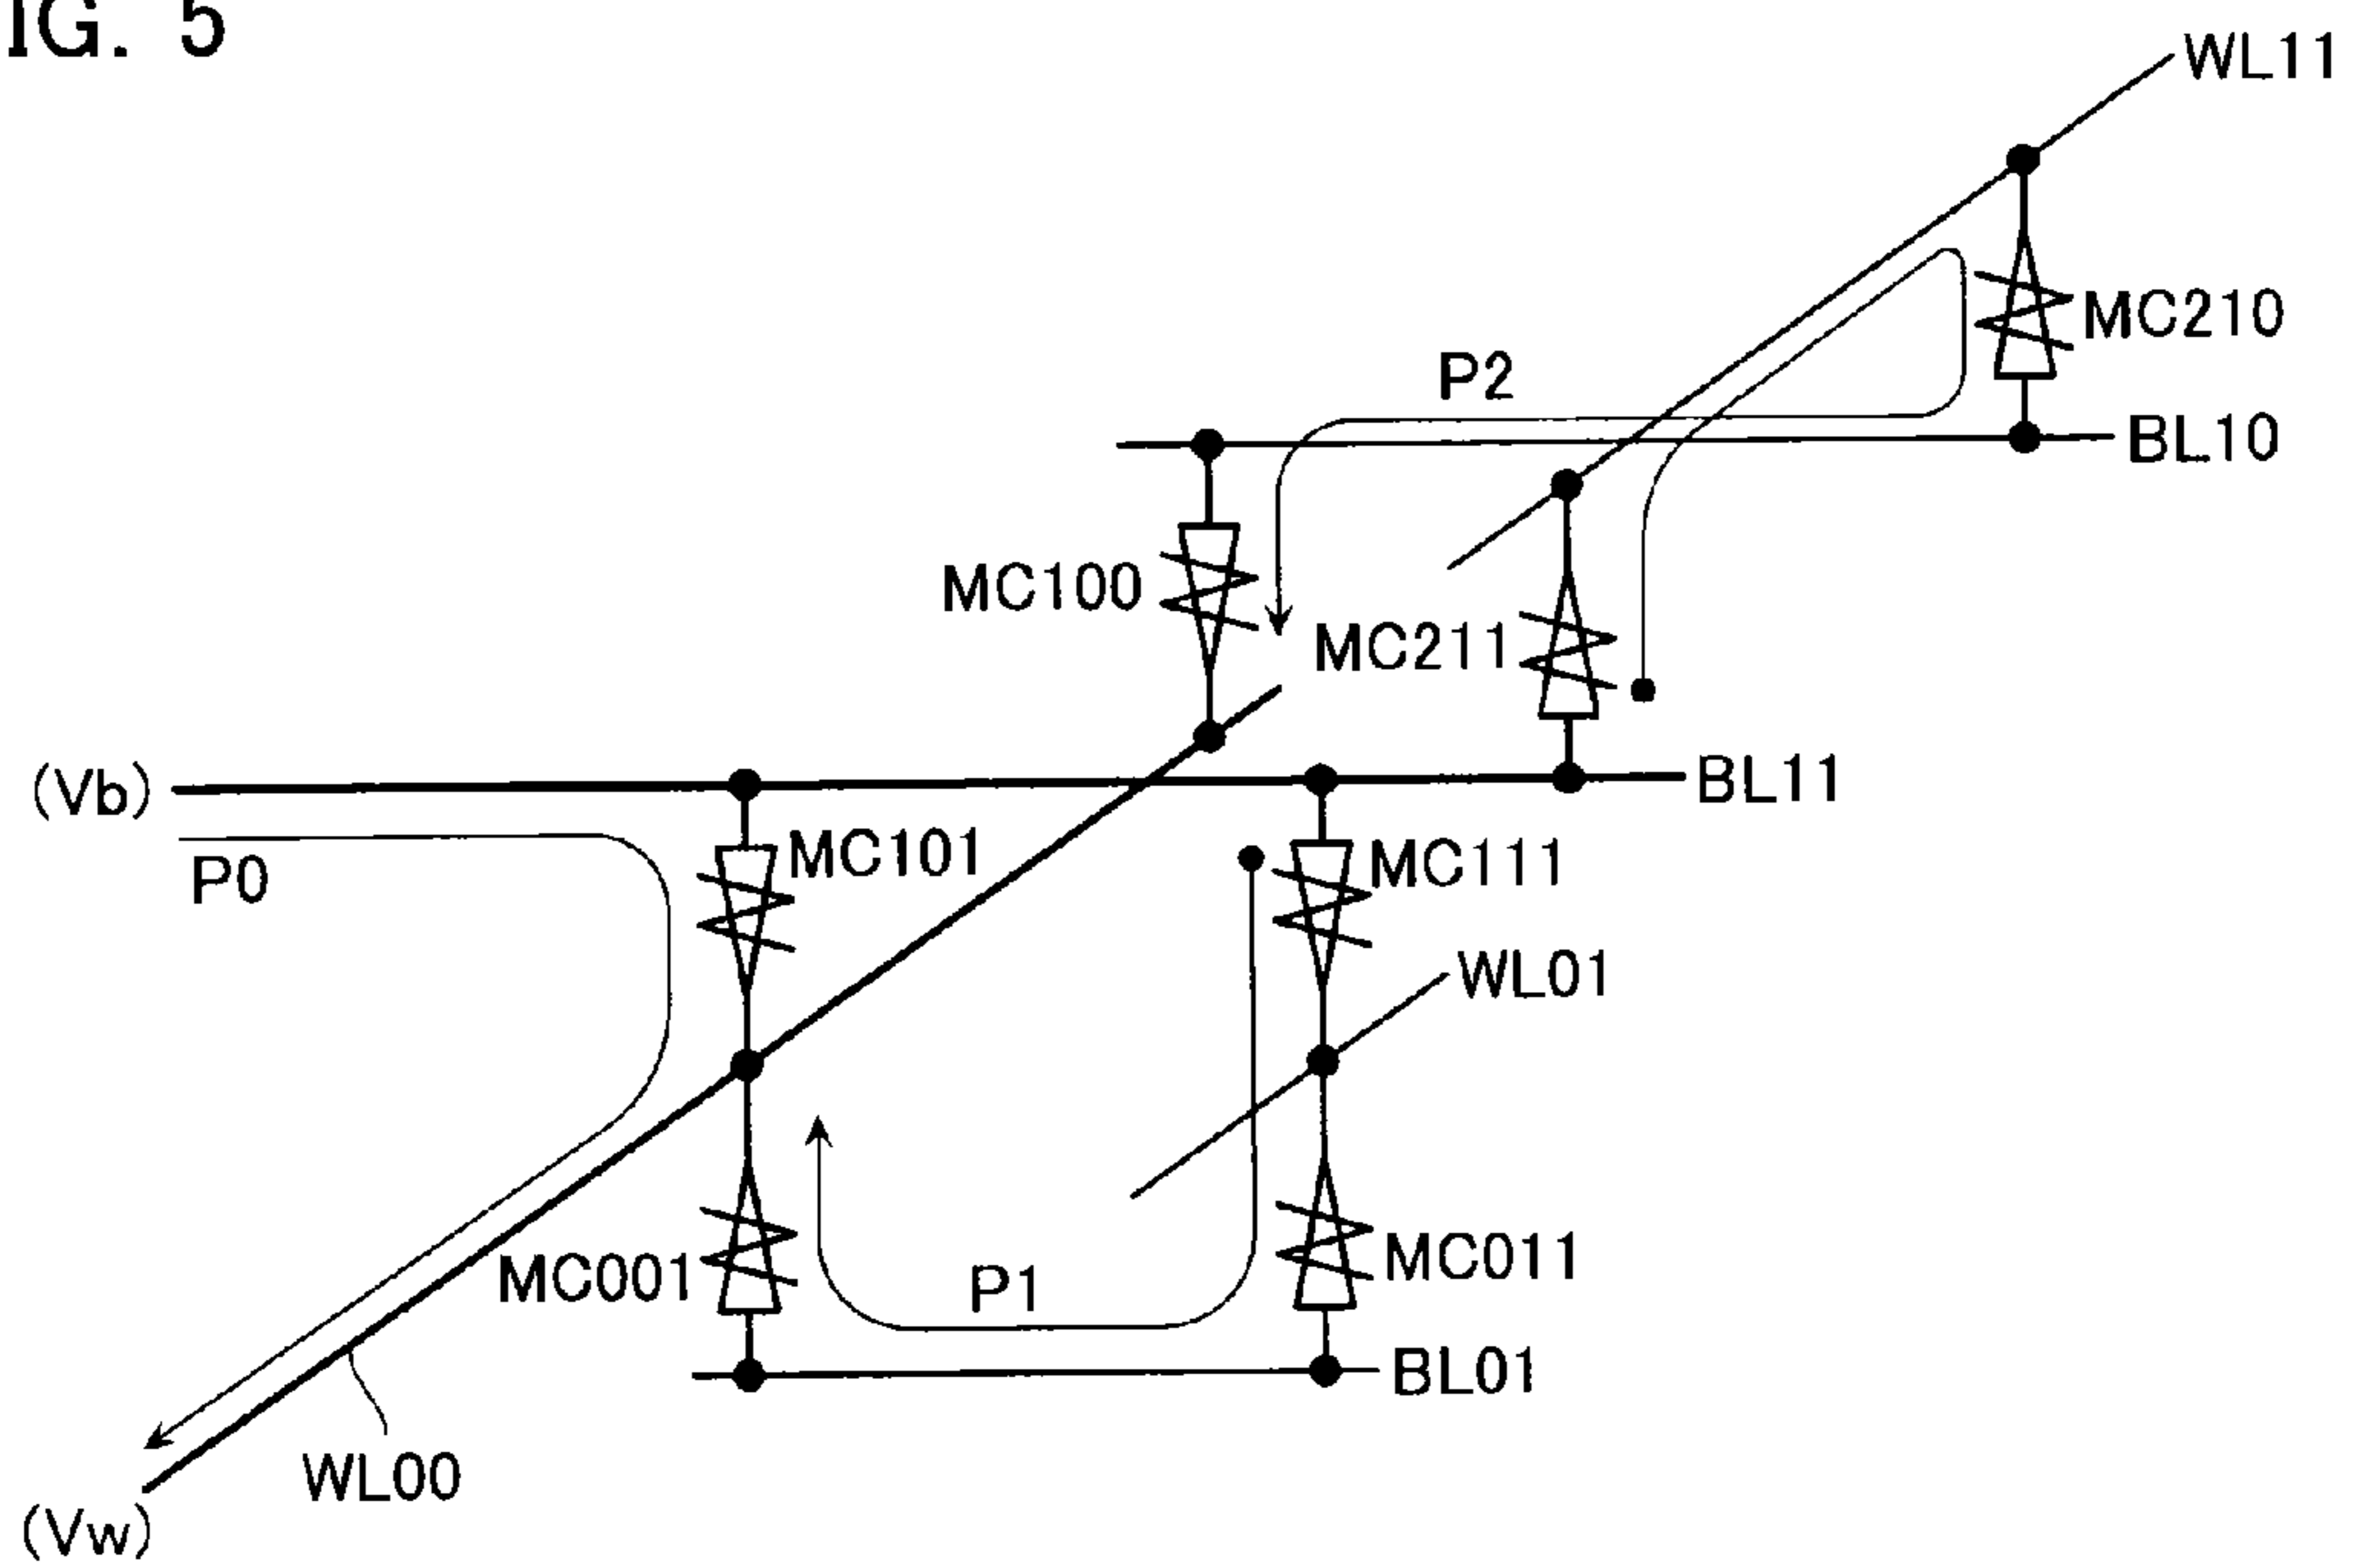 IG. 5
WL11
MC210
P2
BL10
MC100
MC211
(Vb)
BL11
P0
MC101
MC111
WL01
MC001
P1
MC011
BL01
WL00
(Vw)